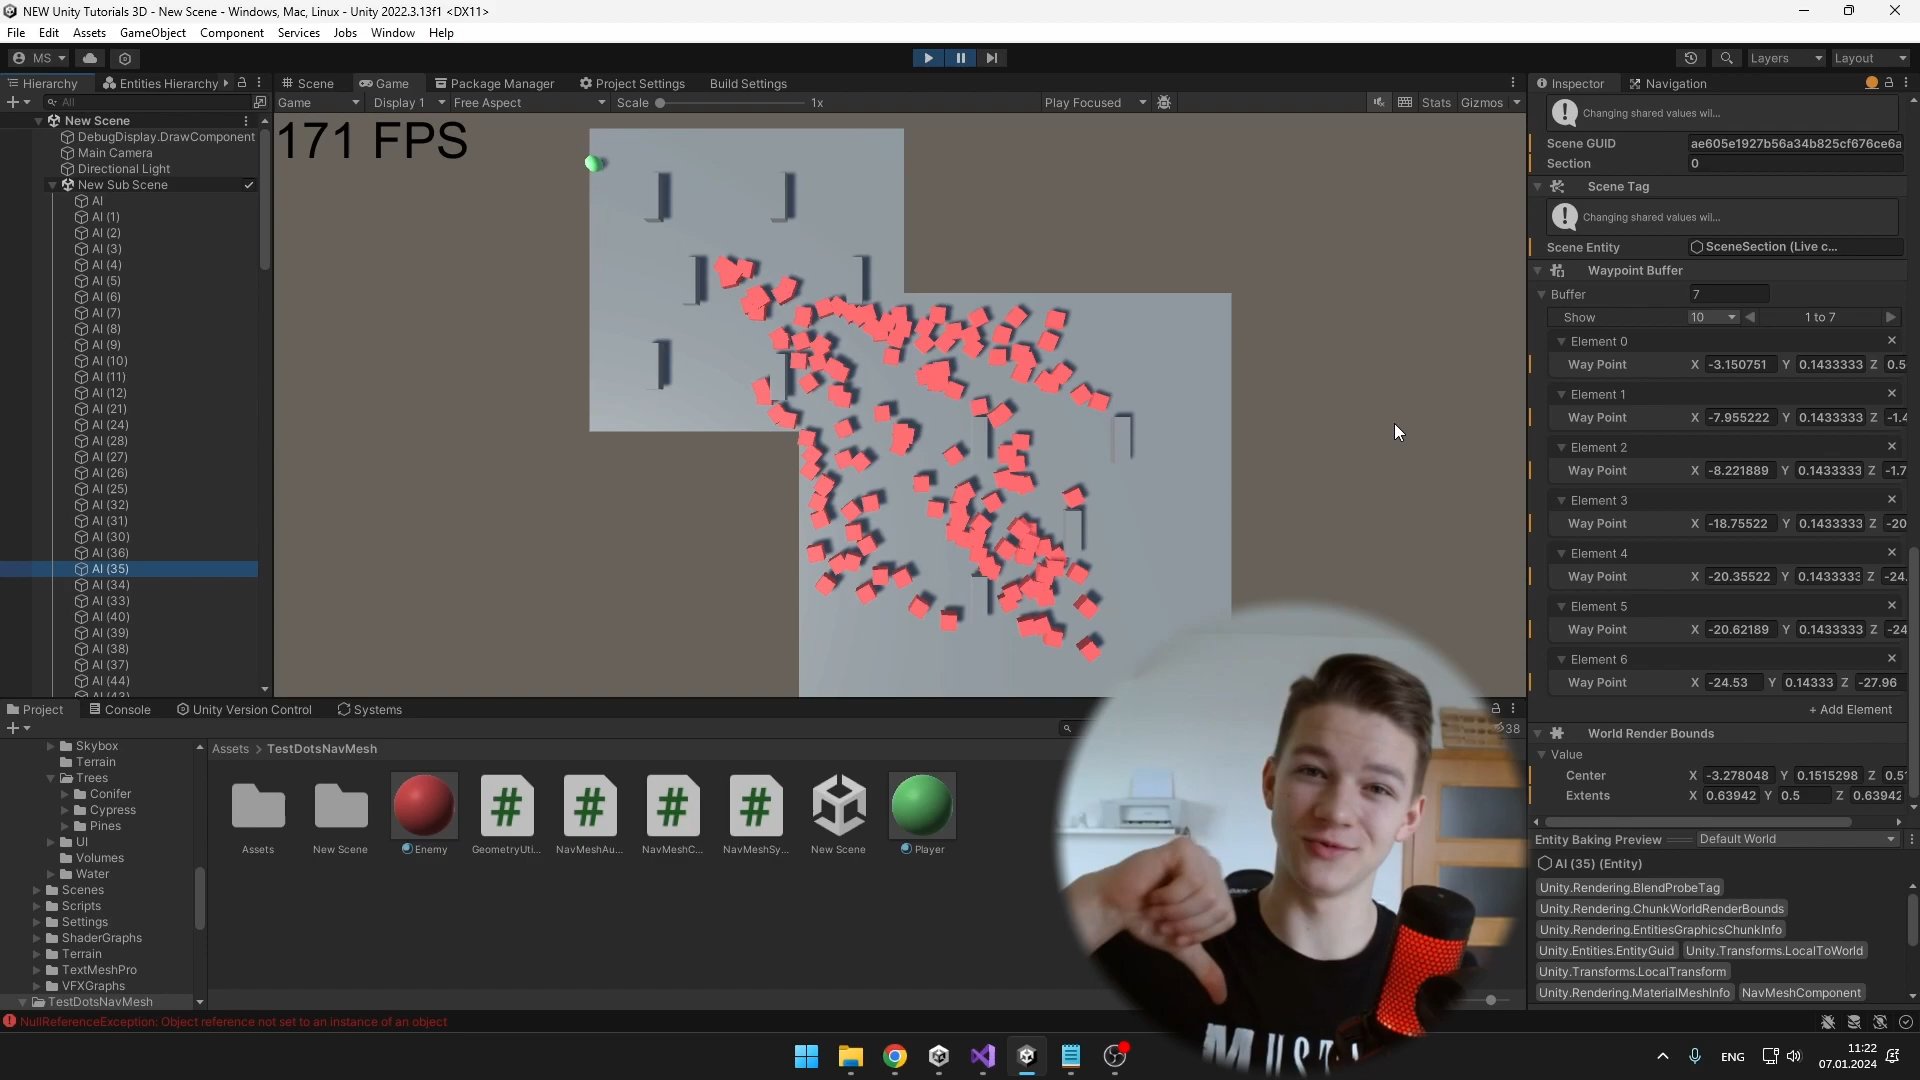 NEW Unity Tutorials 3D - New Scene - Windows, Mac, Linux - Unity 2022.3.13f1 <DX11>
File Edit Assets GameObject Component Services Jobs Window Help
MS Layers Layout
Hierarchy Entities Hierarchy Scene Game Package Manager Project Settings Build Settings Inspector Navigation
All Game Display 1 Free Aspect Scale 1x Play Focused Stats Gizmos
171 FPS
New Scene
DebugDisplay.DrawComponent
Main Camera
Directional Light
New Sub Scene
AI
AI (1)
AI (2)
AI (3)
AI (4)
AI (5)
AI (6)
AI (7)
AI (8)
AI (9)
AI (10)
AI (11)
AI (12)
AI (21)
AI (24)
AI (28)
AI (27)
AI (26)
AI (25)
AI (32)
AI (31)
AI (30)
AI (36)
AI (35)
AI (34)
AI (33)
AI (40)
AI (39)
AI (38)
AI (37)
AI (44)
AI (43)
Changing shared values wil...
Scene GUID ae605e1927b56a34b825cf676ce6a
Section 0
Scene Tag
Changing shared values wil...
Scene Entity SceneSection (Live c...
Waypoint Buffer
Buffer 7
Show 10 1 to 7
Element 0
Way Point X -3.150751 Y 0.1433333 Z 0.5
Element 1
Way Point X -7.955222 Y 0.1433333 Z -1.4
Element 2
Way Point X -8.221889 Y 0.1433333 Z -1.7
Element 3
Way Point X -18.75522 Y 0.1433333 Z -20
Element 4
Way Point X -20.35522 Y 0.1433333 Z -24.
Element 5
Way Point X -20.62189 Y 0.1433333 Z -24
Element 6
Way Point X -24.53 Y 0.14333 Z -27.96
+ Add Element
World Render Bounds
Value
Center X -3.278048 Y 0.1515298 Z 0.51
Extents X 0.63942 Y 0.5 Z 0.63942
Entity Baking Preview Default World
AI (35) (Entity)
Unity.Rendering.BlendProbeTag
Unity.Rendering.ChunkWorldRenderBounds
Unity.Rendering.EntitiesGraphicsChunkInfo
Unity.Entities.EntityGuid Unity.Transforms.LocalToWorld
Unity.Transforms.LocalTransform
Unity.Rendering.MaterialMeshInfo NavMeshComponent
Project Console Unity Version Control Systems
38
Skybox
Terrain
Trees
Conifer
Cypress
Pines
UI
Volumes
Water
Scenes
Scripts
Settings
ShaderGraphs
Terrain
TextMeshPro
VFXGraphs
TestDotsNavMesh
Assets > TestDotsNavMesh
Assets New Scene Enemy GeometryUti... NavMeshAu... NavMeshC... NavMeshSy... New Scene Player
MUST
NullReferenceException: Object reference not set to an instance of an object
ENG 11:22
07.01.2024